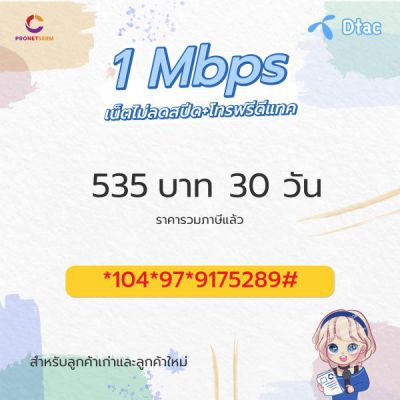 PRONETSERM
Dtac
1 Mbps
เน็ตไม่ลดสปีด+โทรฟรีดีแทค
535 บาท 30 วัน
ราคารวมภาษีแล้ว
*104*97*9175289#
สำหรับลูกค้าเก่าและลูกค้าใหม่